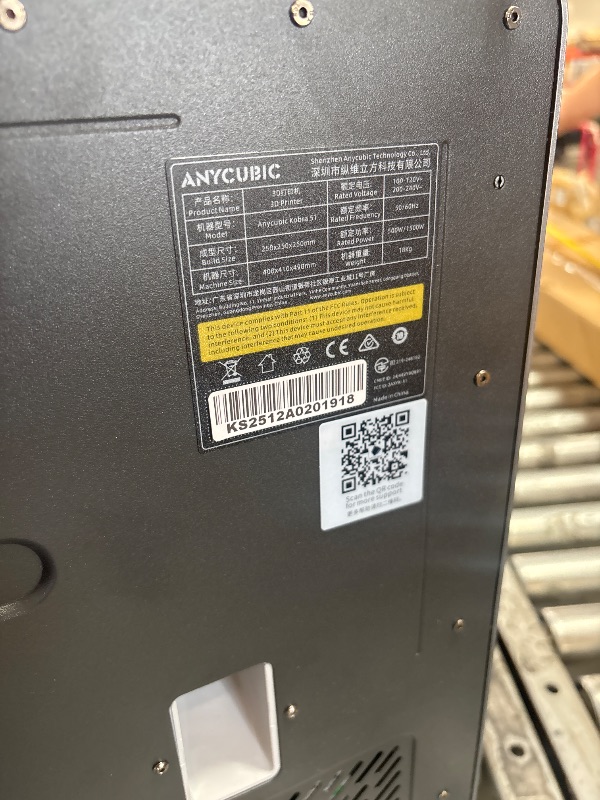 ANYCUBIC
Shenzhen Anycubic Technology Co., Ltd.
深圳市纵维立方科技有限公司
产品名称: 3D打印机 额定电压: 100-120V~
Product Name 3D Printer Rated Voltage 200-240V~
机器型号: Anycubic Kobra S1 额定频率: 50/60Hz
Model Rated Frequency
成型尺寸: 250x250x250mm 额定功率: 500W/1500W
Build Size Rated Power
机器尺寸: 400x410x490mm 机器重量: 18Kg
Machine Size Weight
www.anycubic.com
This device complies with Part 15 of the FCC Rules. Operation is subject
to the following two conditions: (1) This device may not cause harmful
interference, and (2) This device must accept any interference received,
including interference that may cause undesired operation.
CE
Made in China
KS2512A0201918
Scan the QR code
for more support